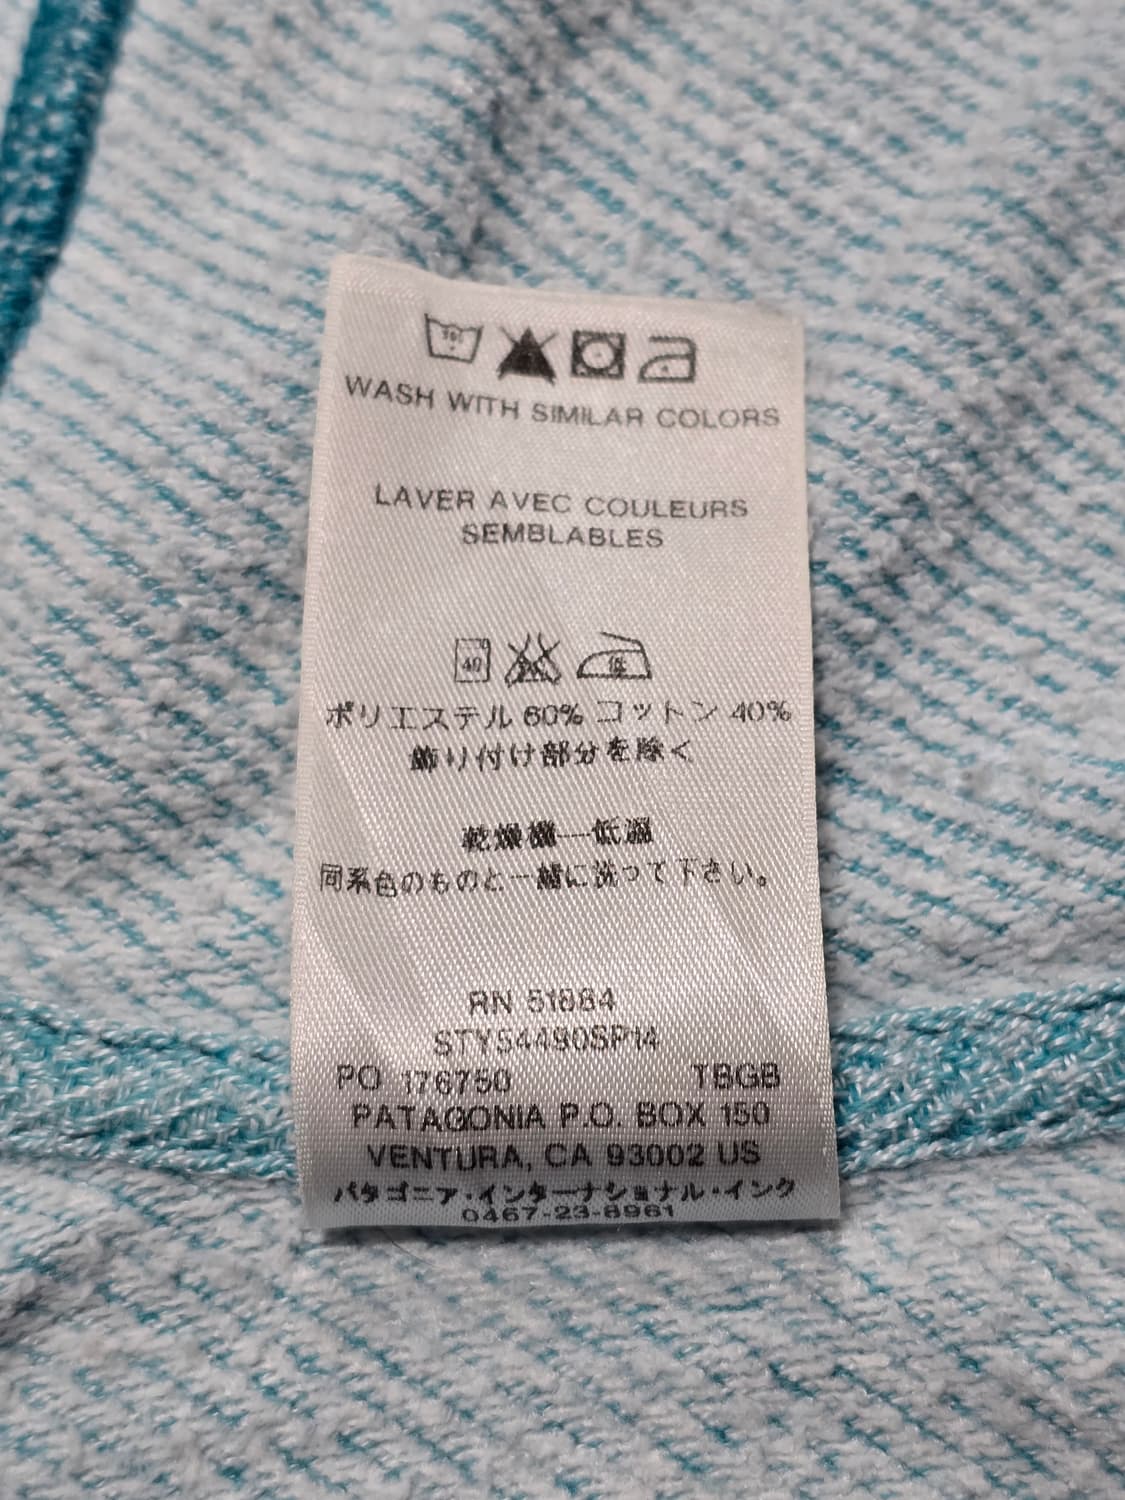 WASH WITH SIMILAR COLORS
LAVER AVEC COULEURS
SEMBLABLES
40
低
ポリエステル 60% コットン 40%
飾り付け部分を除く
乾燥機—低温
同系色のものと一緒に洗って下さい。
RN 51884
STY54490SP14
PO 176750 TBGB
PATAGONIA P.O. BOX 150
VENTURA, CA 93002 US
パタゴニア・インターナショナル・インク
0467-23-8961